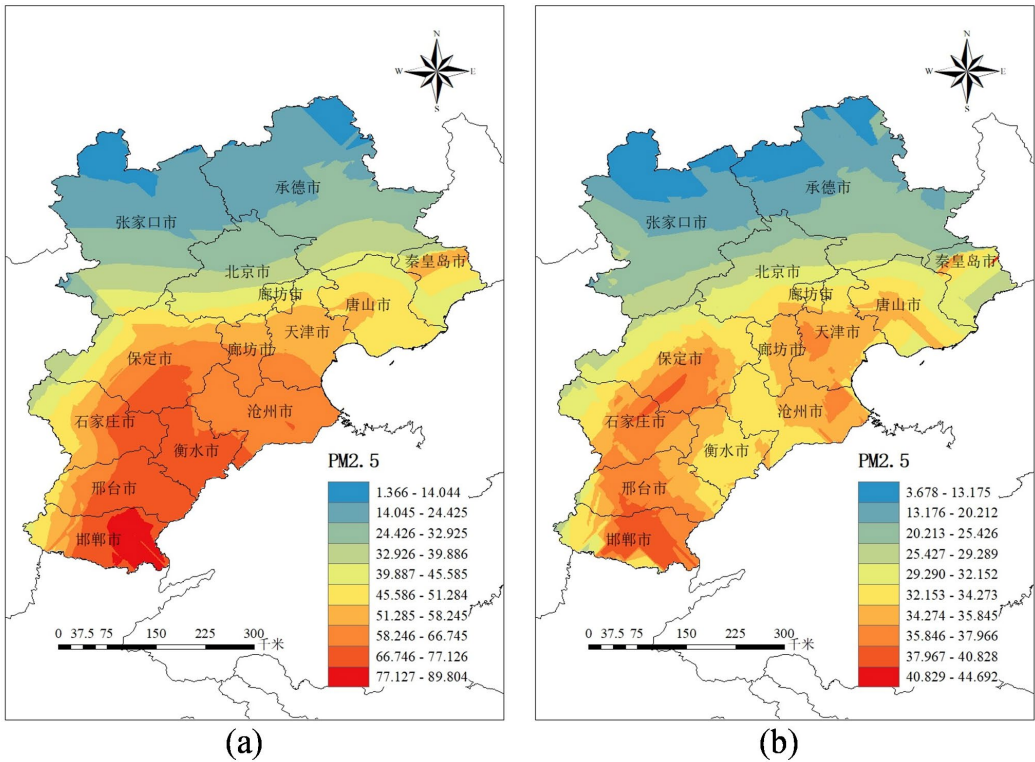 N
W E
S
承德市
张家口市
北京市
秦皇岛市
廊坊市
唐山市
天津市
保定市
廊坊市
沧州市
石家庄市
衡水市
邢台市
邯郸市
PM2.5
1.366 - 14.044
14.045 - 24.425
24.426 - 32.925
32.926 - 39.886
39.887 - 45.585
45.586 - 51.284
51.285 - 58.245
58.246 - 66.745
66.746 - 77.126
77.127 - 89.804
0 37.5 75 150 225 300
千米
(a)
N
W E
S
承德市
张家口市
北京市
秦皇岛市
廊坊市
唐山市
天津市
保定市
廊坊市
沧州市
石家庄市
衡水市
邢台市
邯郸市
PM2.5
3.678 - 13.175
13.176 - 20.212
20.213 - 25.426
25.427 - 29.289
29.290 - 32.152
32.153 - 34.273
34.274 - 35.845
35.846 - 37.966
37.967 - 40.828
40.829 - 44.692
0 37.5 75 150 225 300
千米
(b)